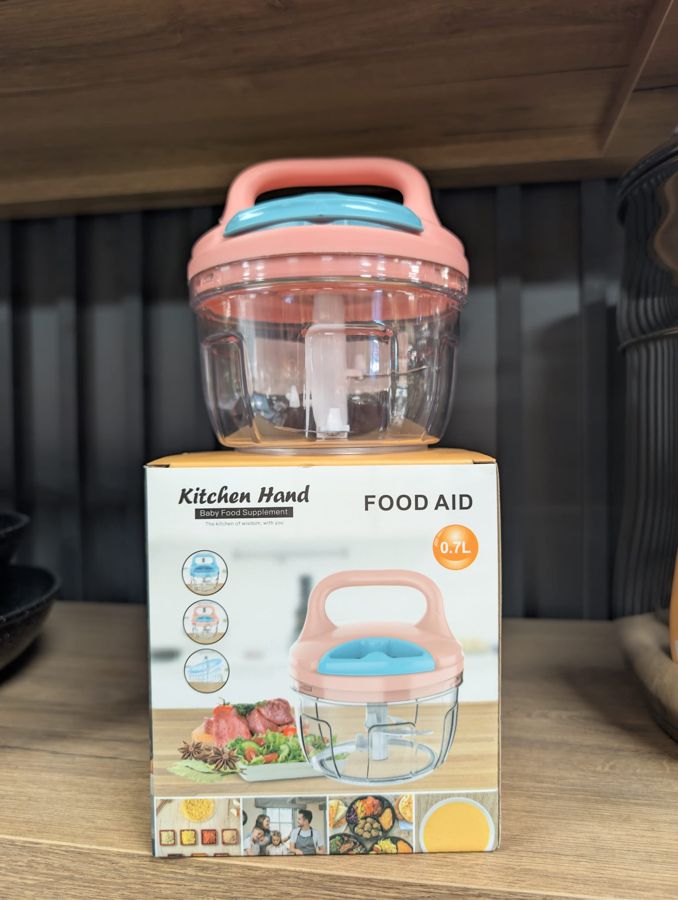 Kitchen Hand
Baby Food Supplement
The kitchen of wisdom, with you
FOOD AID
0.7L